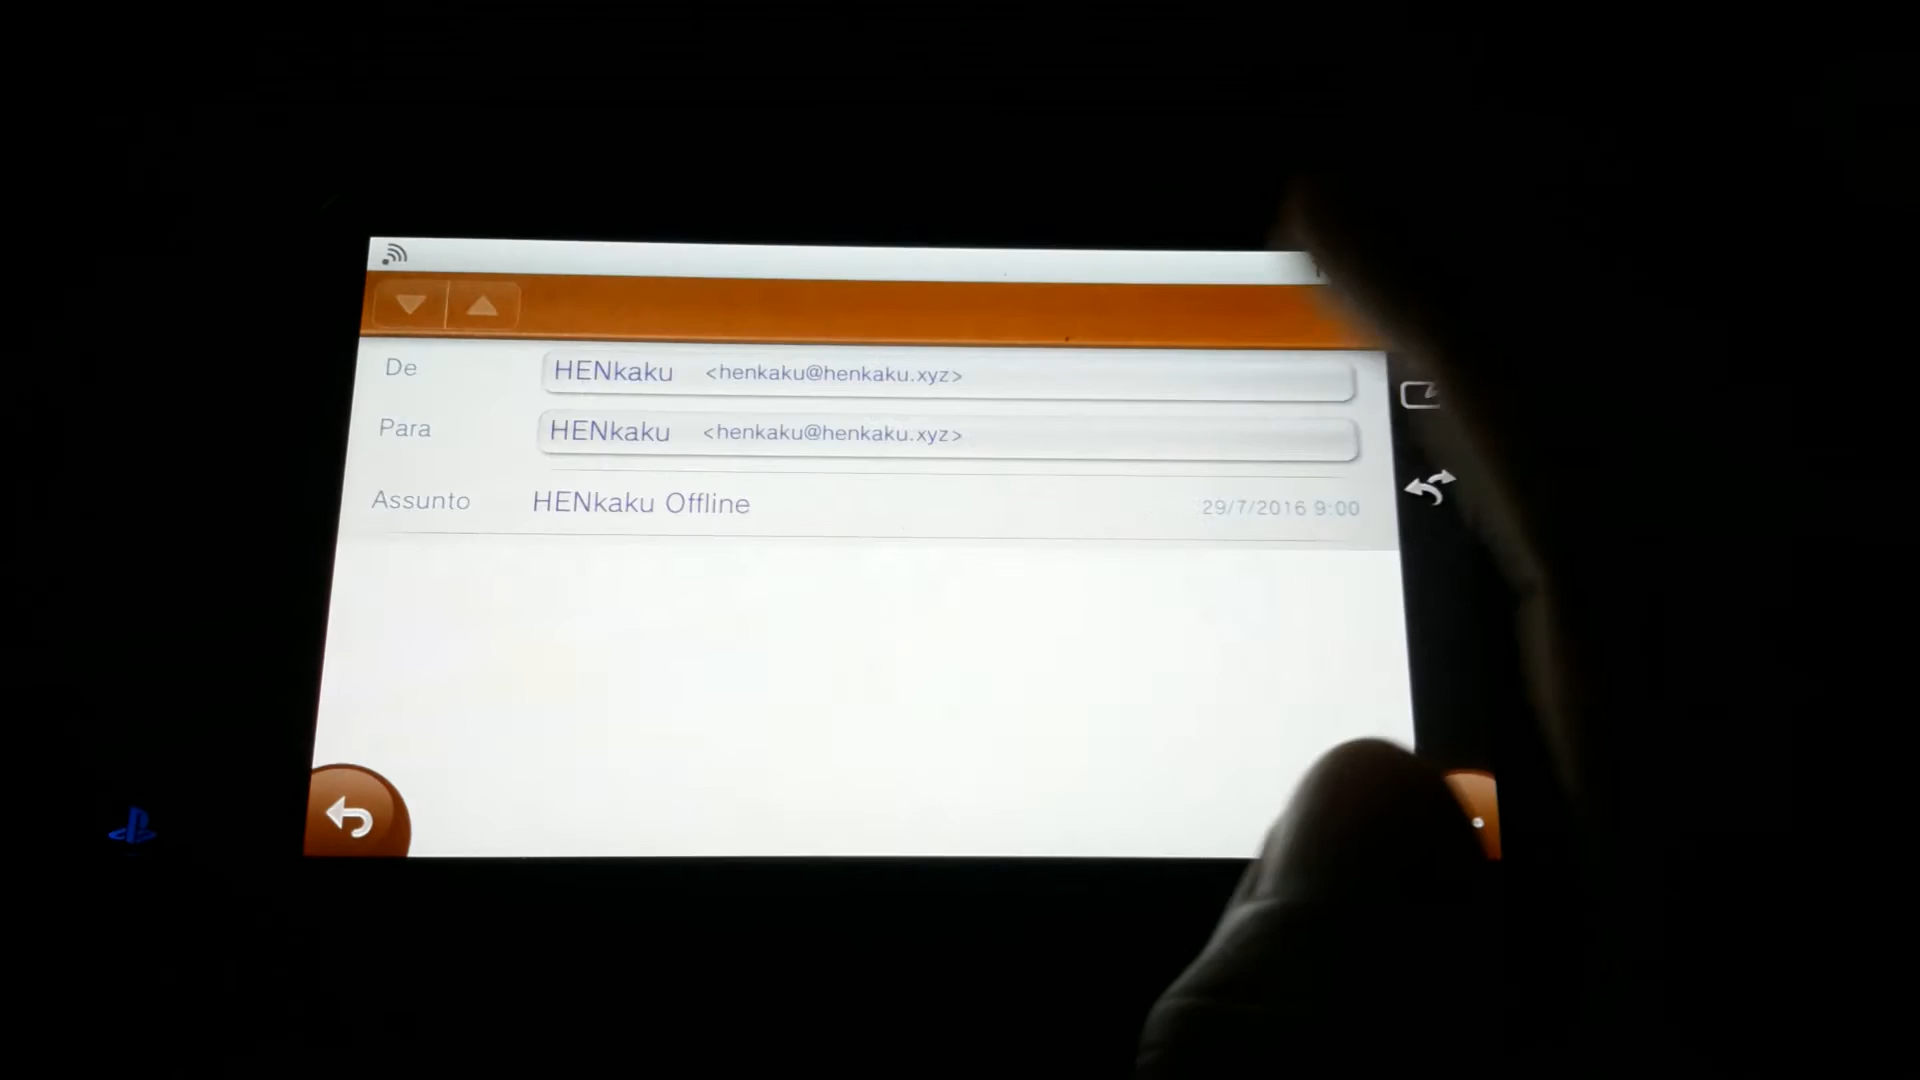 De HENkaku <henkaku@henkaku.xyz>
Para HENkaku <henkaku@henkaku.xyz>
Assunto HENkaku Offline 29/7/2016 9:00